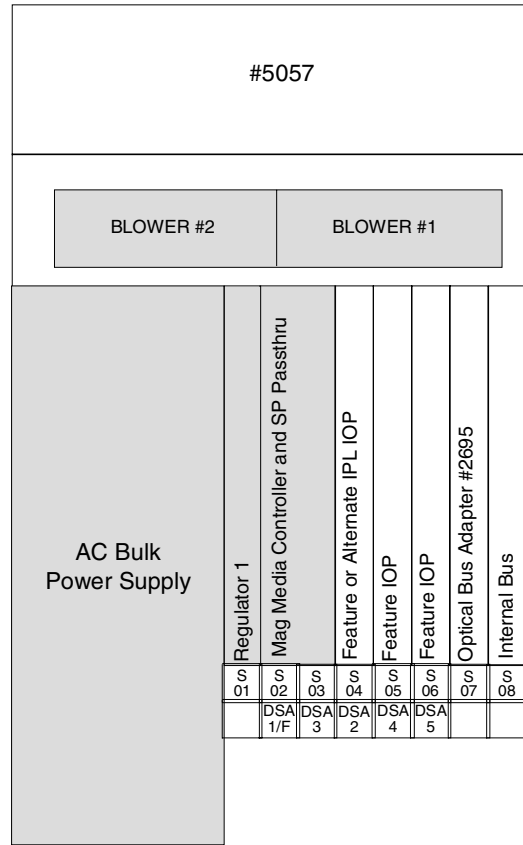 #5057
BLOWER #2
BLOWER #1
AC Bulk
Power Supply
Regulator 1
Mag Media Controller and SP Passthru
Feature or Alternate IPL IOP
Feature IOP
Feature IOP
Optical Bus Adapter #2695
Internal Bus
S
01
S
02
S
03
S
04
S
05
S
06
S
07
S
08
DSA
1/F
DSA
3
DSA
2
DSA
4
DSA
5